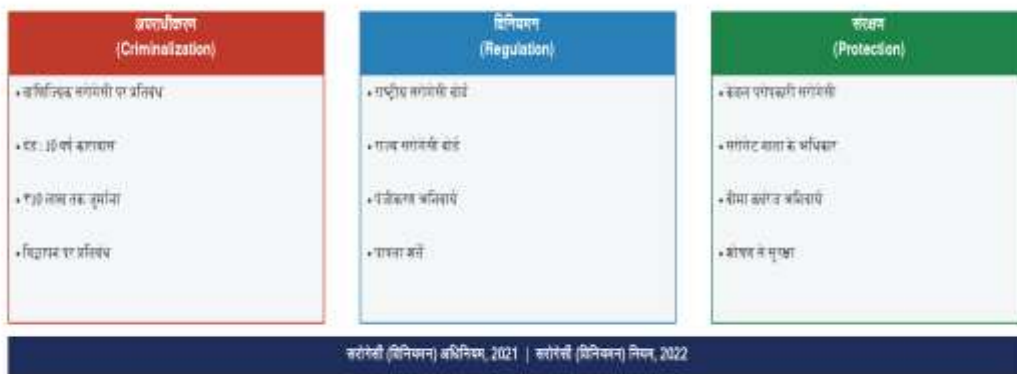 अपराधीकरण
(Criminalization)
• वाणिज्यिक सरोगेसी पर प्रतिबंध
• दंड: 10 वर्ष कारावास
• ₹10 लाख तक जुर्माना
• विज्ञापन पर प्रतिबंध
विनियमन
(Regulation)
• राष्ट्रीय सरोगेसी बोर्ड
• राज्य सरोगेसी बोर्ड
• पंजीकरण अनिवार्य
• पात्रता शर्तें
संरक्षण
(Protection)
• केवल परोपकारी सरोगेसी
• सरोगेट माता के अधिकार
• बीमा कवरेज अनिवार्य
• शोषण से सुरक्षा
सरोगेसी (विनियमन) अधिनियम, 2021 | सरोगेसी (विनियमन) नियम, 2022